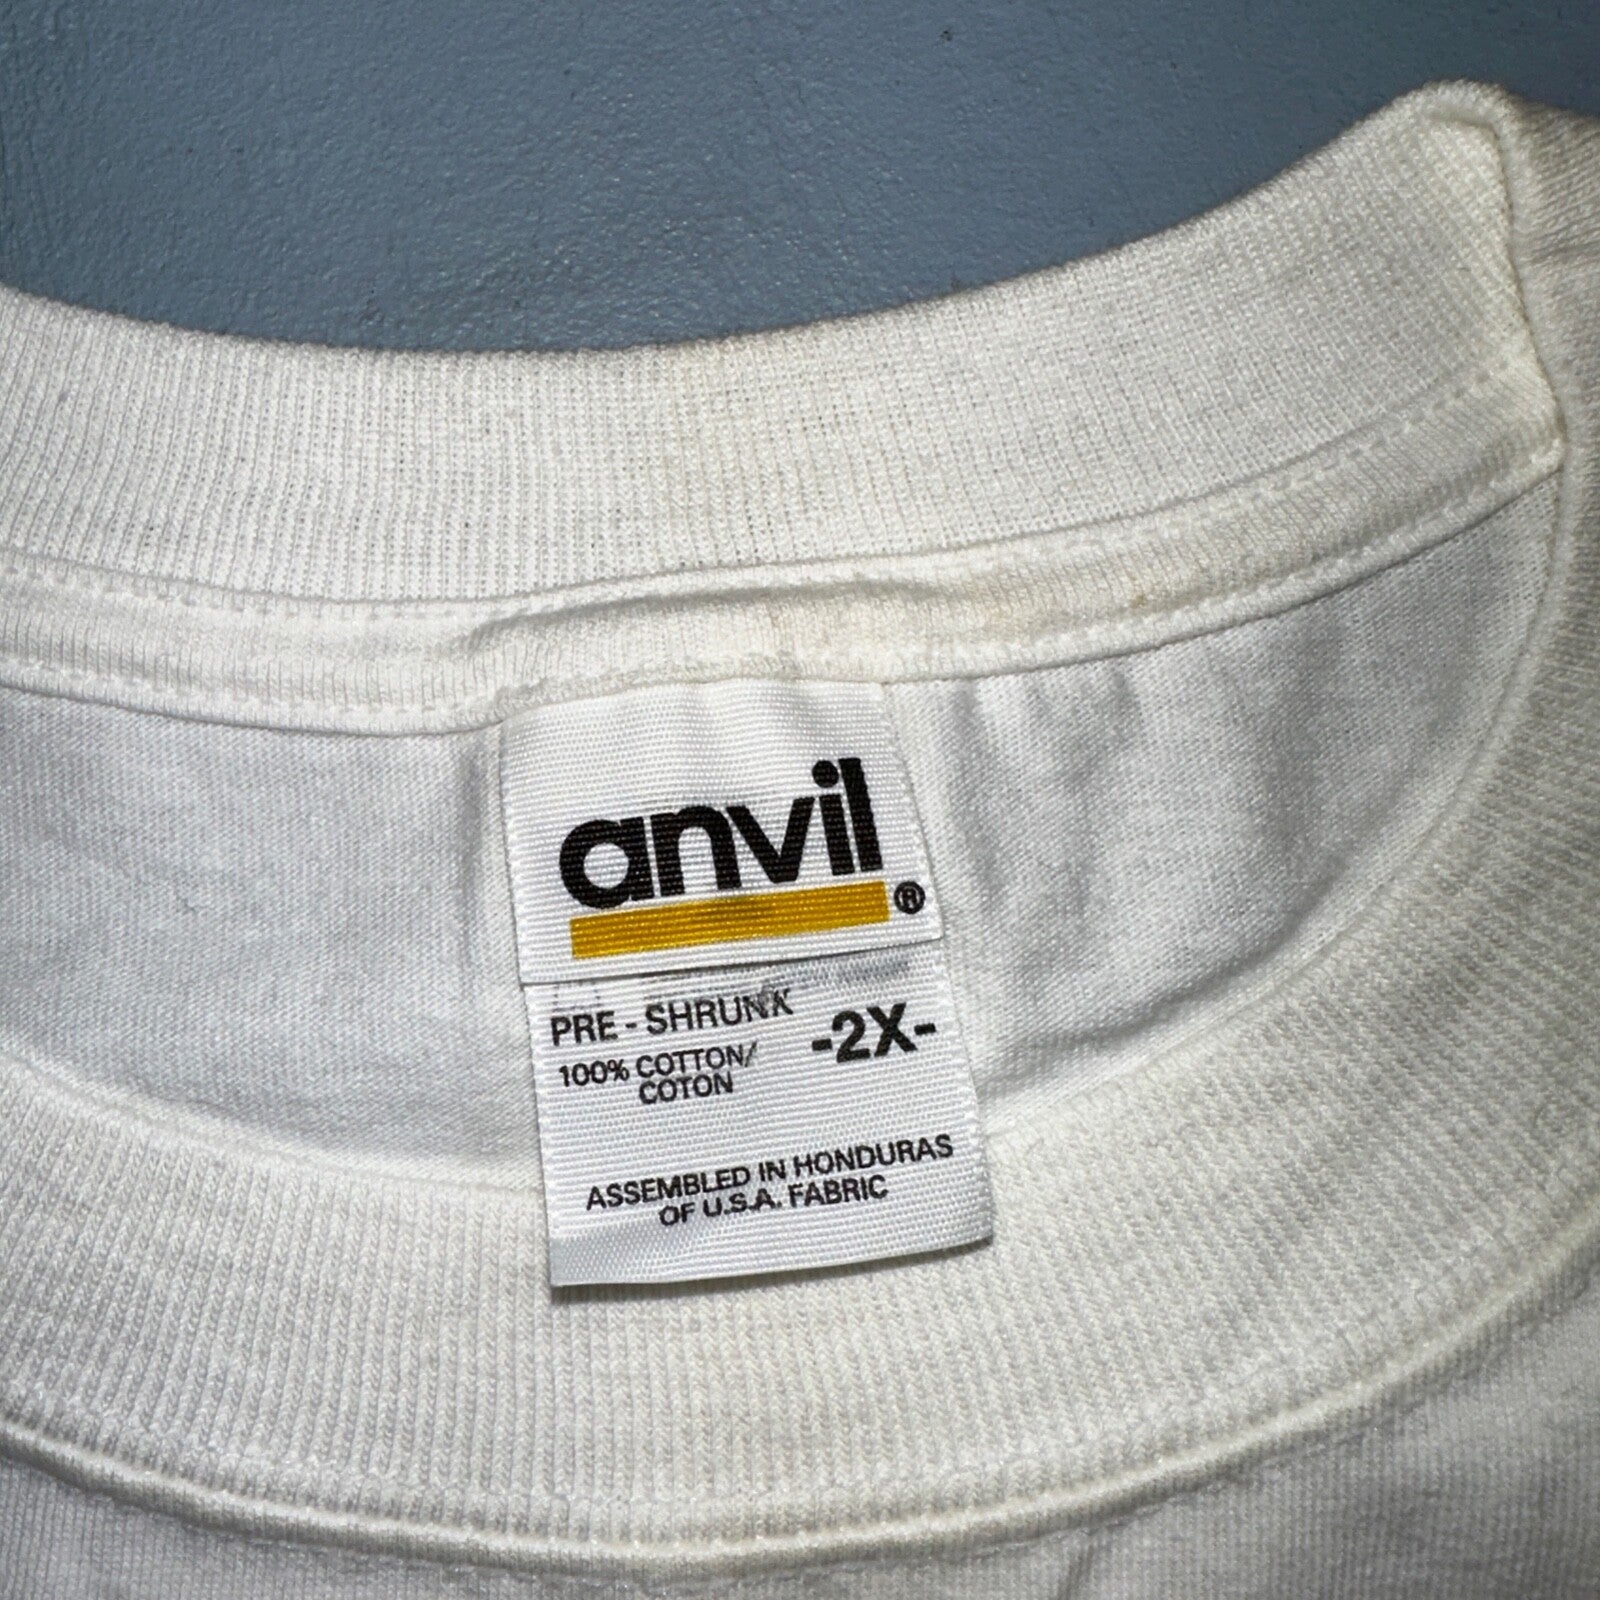 anvil®
PRE-SHRUNK
-2X-
100% COTTON/
COTON
ASSEMBLED IN HONDURAS
OF U.S.A. FABRIC